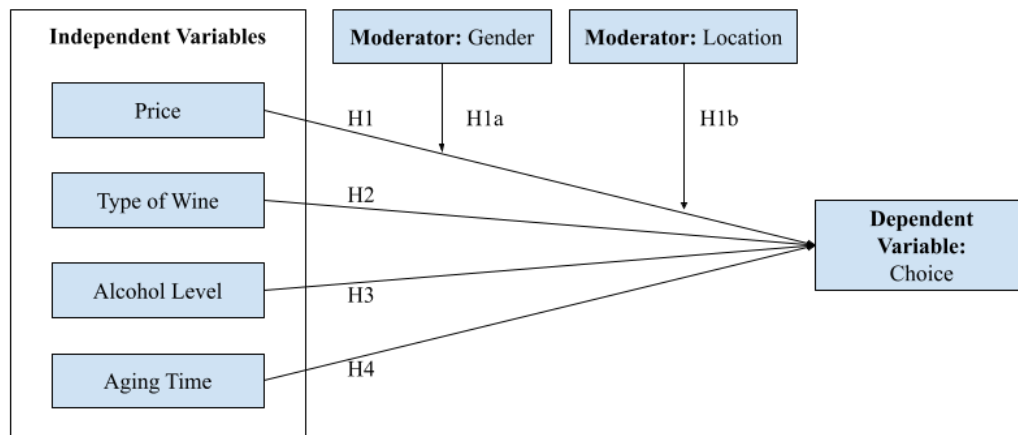 Independent Variables
Moderator: Gender
Moderator: Location
Price
H1
H1a
H1b
Type of Wine
H2
Dependent
Variable:
Choice
Alcohol Level
H3
Aging Time
H4